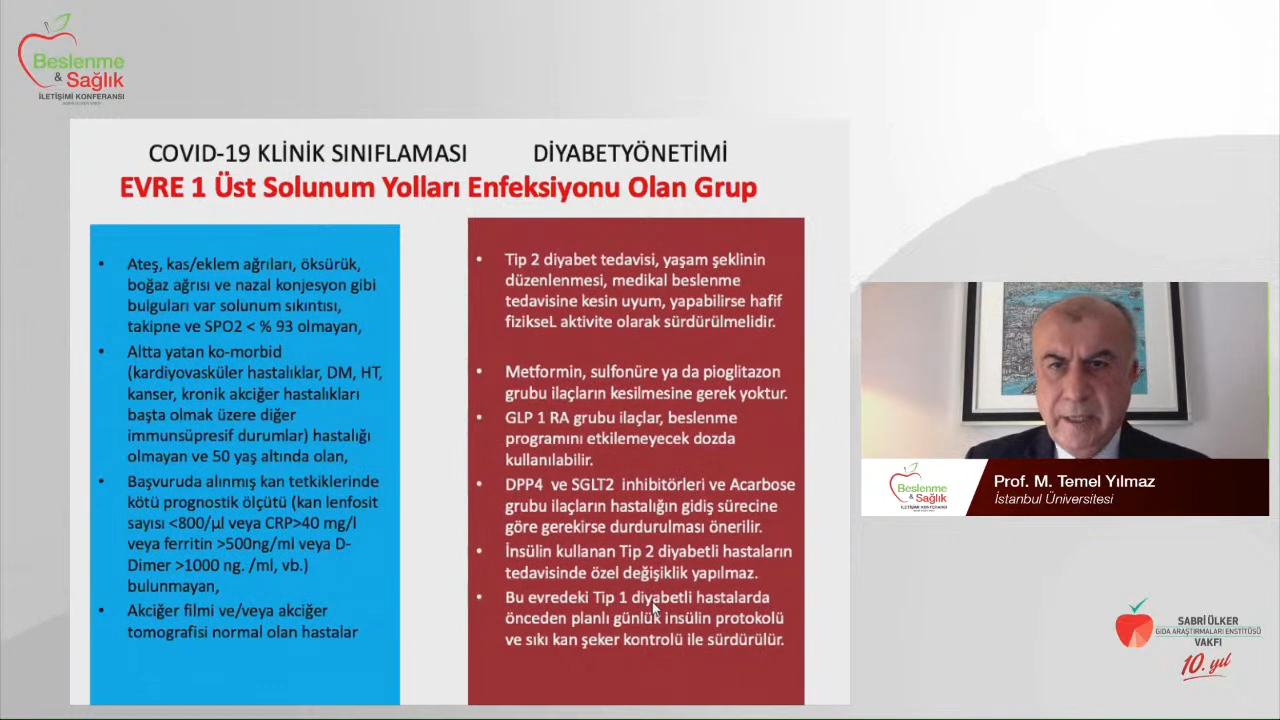 Beslenme
& Sağlık
İLETİŞİMİ KONFERANSI
COVID-19 KLİNİK SINIFLAMASI DİYABETYÖNETİMİ
EVRE 1 Üst Solunum Yolları Enfeksiyonu Olan Grup
• Ateş, kas/eklem ağrıları, öksürük,
boğaz ağrısı ve nazal konjesyon gibi
bulguları var solunum sıkıntısı,
takipne ve SPO2 < % 93 olmayan,
• Altta yatan ko-morbid
(kardiyovasküler hastalıklar, DM, HT,
kanser, kronik akciğer hastalıkları
başta olmak üzere diğer
immunsüpresif durumlar) hastalığı
olmayan ve 50 yaş altında olan,
• Başvuruda alınmış kan tetkiklerinde
kötü prognostik ölçütü (kan lenfosit
sayısı <800/µl veya CRP>40 mg/l
veya ferritin >500ng/ml veya D-
Dimer >1000 ng. /ml, vb.)
bulunmayan,
• Akciğer filmi ve/veya akciğer
tomografisi normal olan hastalar
• Tip 2 diyabet tedavisi, yaşam şeklinin
düzenlenmesi, medikal beslenme
tedavisine kesin uyum, yapabilirse hafif
fizikseL aktivite olarak sürdürülmelidir.
• Metformin, sulfonüre ya da pioglitazon
grubu ilaçların kesilmesine gerek yoktur.
• GLP 1 RA grubu ilaçlar, beslenme
programını etkilemeyecek dozda
kullanılabilir.
• DPP4 ve SGLT2 inhibitörleri ve Acarbose
grubu ilaçların hastalığın gidiş sürecine
göre gerekirse durdurulması önerilir.
• İnsülin kullanan Tip 2 diyabetli hastaların
tedavisinde özel değişiklik yapılmaz.
• Bu evredeki Tip 1 diyabetli hastalarda
önceden planlı günlük insülin protokolü
ve sıkı kan şeker kontrolü ile sürdürülür.
Beslenme
& Sağlık
İLETİŞİMİ KONFERANSI
Prof. M. Temel Yılmaz
İstanbul Üniversitesi
SABRİ ÜLKER
GIDA ARAŞTIRMALARI ENSTİTÜSÜ
VAKFI
10. yıl